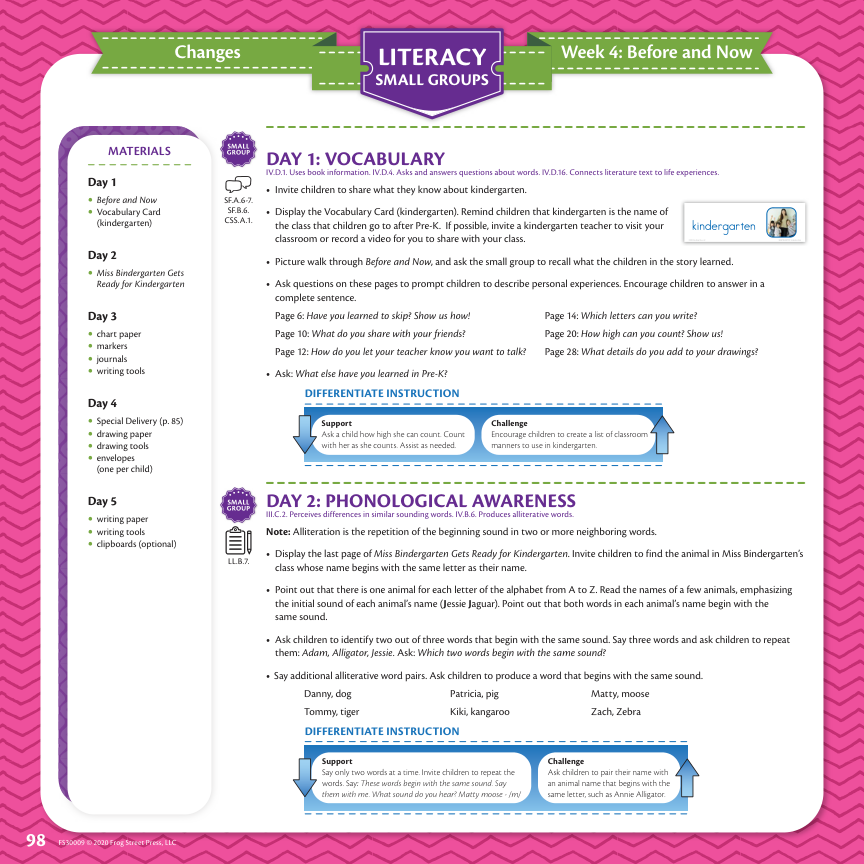 Changes
LITERACY
SMALL GROUPS
Week 4: Before and Now
MATERIALS
Day 1
• Before and Now
• Vocabulary Card
(kindergarten)
Day 2
• Miss Bindergarten Gets
Ready for Kindergarten
Day 3
• chart paper
• markers
• journals
• writing tools
Day 4
• Special Delivery (p. 85)
• drawing paper
• drawing tools
• envelopes
(one per child)
Day 5
• writing paper
• writing tools
• clipboards (optional)
SMALL
GROUP
SF.A.6-7.
SF.B.6.
CSS.A.1.
DAY 1: VOCABULARY
IV.D.1. Uses book information. IV.D.4. Asks and answers questions about words. IV.D.16. Connects literature text to life experiences.
• Invite children to share what they know about kindergarten.
• Display the Vocabulary Card (kindergarten). Remind children that kindergarten is the name of
the class that children go to after Pre-K. If possible, invite a kindergarten teacher to visit your
classroom or record a video for you to share with your class.
kindergarten
• Picture walk through Before and Now, and ask the small group to recall what the children in the story learned.
• Ask questions on these pages to prompt children to describe personal experiences. Encourage children to answer in a
complete sentence.
Page 6: Have you learned to skip? Show us how!
Page 14: Which letters can you write?
Page 10: What do you share with your friends?
Page 20: How high can you count? Show us!
Page 12: How do you let your teacher know you want to talk?
Page 28: What details do you add to your drawings?
• Ask: What else have you learned in Pre-K?
DIFFERENTIATE INSTRUCTION
Support
Ask a child how high she can count. Count
with her as she counts. Assist as needed.
Challenge
Encourage children to create a list of classroom
manners to use in kindergarten.
SMALL
GROUP
LL.B.7.
DAY 2: PHONOLOGICAL AWARENESS
III.C.2. Perceives differences in similar sounding words. IV.B.6. Produces alliterative words.
Note: Alliteration is the repetition of the beginning sound in two or more neighboring words.
• Display the last page of Miss Bindergarten Gets Ready for Kindergarten. Invite children to find the animal in Miss Bindergarten's
class whose name begins with the same letter as their name.
• Point out that there is one animal for each letter of the alphabet from A to Z. Read the names of a few animals, emphasizing
the initial sound of each animal's name (Jessie Jaguar). Point out that both words in each animal's name begin with the
same sound.
• Ask children to identify two out of three words that begin with the same sound. Say three words and ask children to repeat
them: Adam, Alligator, Jessie. Ask: Which two words begin with the same sound?
• Say additional alliterative word pairs. Ask children to produce a word that begins with the same sound.
Danny, dog
Patricia, pig
Matty, moose
Tommy, tiger
Kiki, kangaroo
Zach, Zebra
DIFFERENTIATE INSTRUCTION
Support
Say only two words at a time. Invite children to repeat the
words. Say: These words begin with the same sound. Say
them with me. What sound do you hear? Matty moose - /m/
Challenge
Ask children to pair their name with
an animal name that begins with the
same letter, such as Annie Alligator.
98
FS30009 © 2020 Frog Street Press, LLC